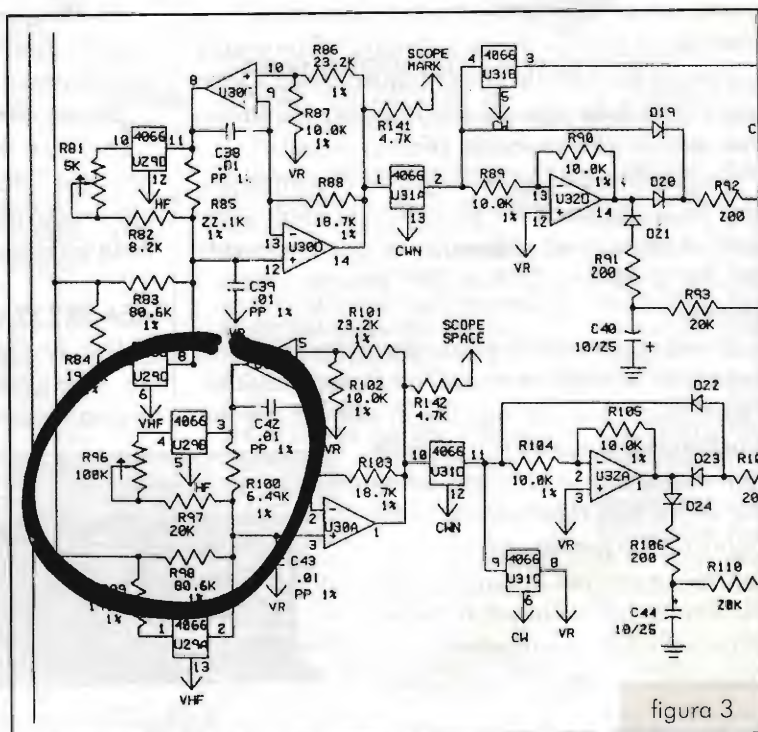 R86
23.2K
1%
10
8
U30C
9
R87
10.0K
1%
VR
SCOPE
MARK
R141
4.7K
4
4066
U31B
3
5
CW
D19
R81
5K
10
4066
U29D
11
12
HF
C38
.01
R85
22.1K
1%
R82
8.2K
R88
18.7K
1%
13
12
U30D
14
1
4066
U31A
2
13
CWN
R89
10.0K
1%
R90
10.0K
1%
13
12
U32D
14
VR
D20
D21
R92
200
R91
200
R93
20K
C40
10/25
+
R83
80.6K
1%
R84
1%
C39
.01
PP 1%
8
6
VHF
R101
23.2K
1%
5
R102
10.0K
1%
VR
SCOPE
SPACE
R142
4.7K
D22
R96
100K
4
4066
U29B
3
5
HF
C42
.01
PP 1%
R100
6.49K
1%
R97
20K
R103
18.7K
1%
2
3
U30A
1
10
4066
11
12
CWN
R104
10.0K
1%
R105
10.0K
1%
2
3
U32A
1
VR
D23
D24
R106
200
R110
20K
C44
10/25
R98
80.6K
1%
1%
C43
.01
PP 1%
VR
9
4066
U31C
8
6
CW
VR
1
4066
U29A
2
13
VHF
figura 3